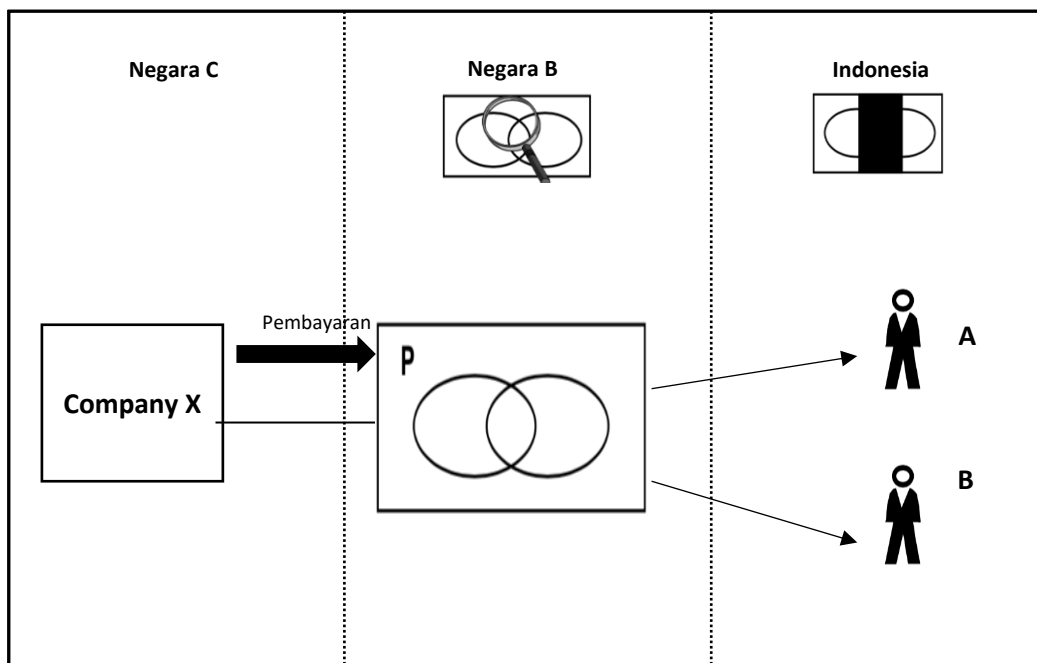 Negara C
Negara B
Indonesia
Pembayaran
Company X
P
A
B